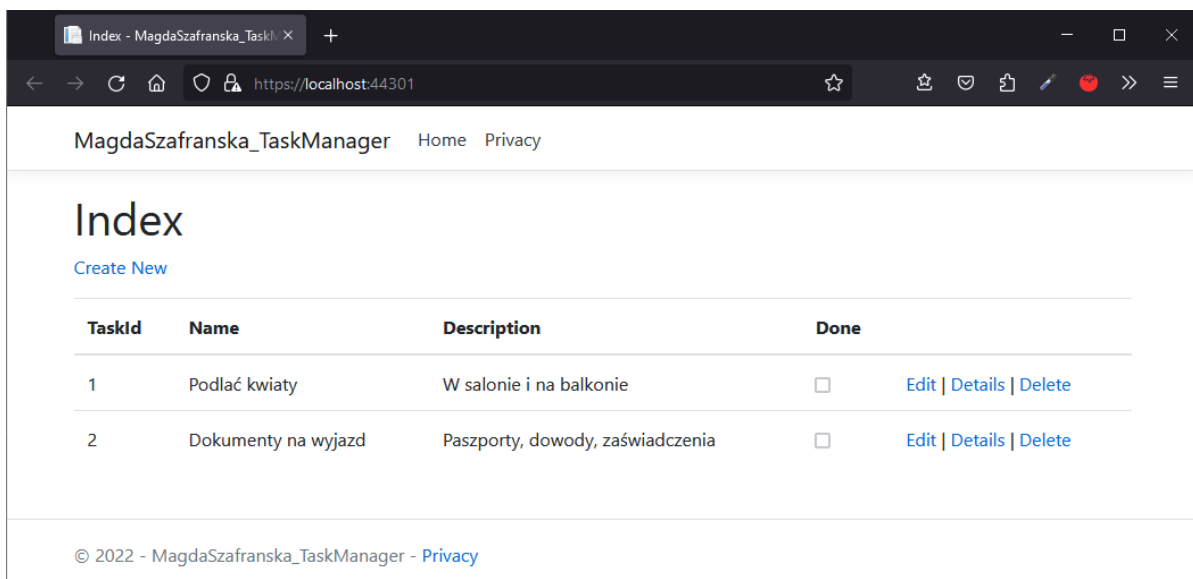 Index - MagdaSzafranska_Task
https://localhost:44301
MagdaSzafranska_TaskManager Home Privacy
Index
Create New
TaskId Name Description Done
1 Podlać kwiaty W salonie i na balkonie Edit | Details | Delete
2 Dokumenty na wyjazd Paszporty, dowody, zaświadczenia Edit | Details | Delete
© 2022 - MagdaSzafranska_TaskManager - Privacy